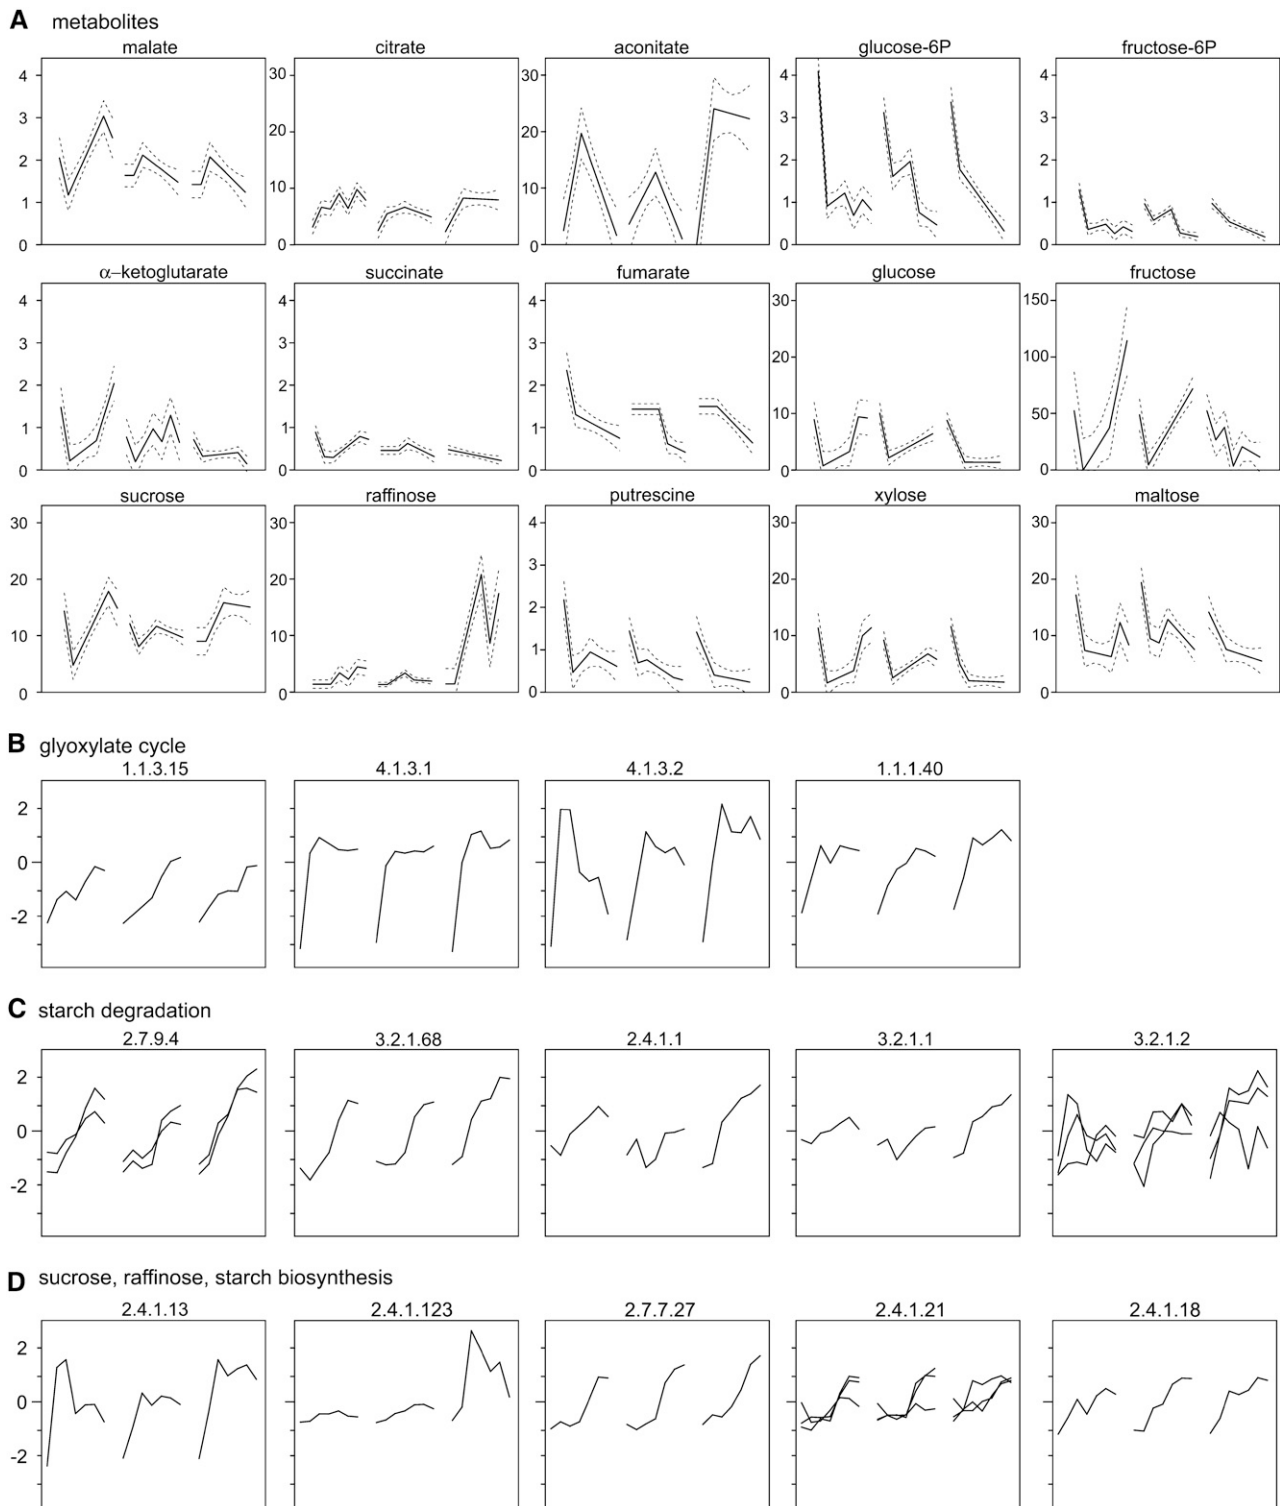 A metabolites
malate citrate aconitate glucose-6P fructose-6P
4 30 30 4 4
3 3 3
20 20
2 2 2
10 10
1 1 1
0 0 0 0 0
α–ketoglutarate succinate fumarate glucose fructose
4 4 4 30 150
3 3 3
20 100
2 2 2
10 50
1 1 1
0 0 0 0 0
sucrose raffinose putrescine xylose maltose
30 30 4 30 30
3
20 20 20 20
2
10 10 10 10
1
0 0 0 0 0
B glyoxylate cycle
1.1.3.15 4.1.3.1 4.1.3.2 1.1.1.40
2
0
-2
C starch degradation
2.7.9.4 3.2.1.68 2.4.1.1 3.2.1.1 3.2.1.2
2
0
-2
D sucrose, raffinose, starch biosynthesis
2.4.1.13 2.4.1.123 2.7.7.27 2.4.1.21 2.4.1.18
2
0
-2